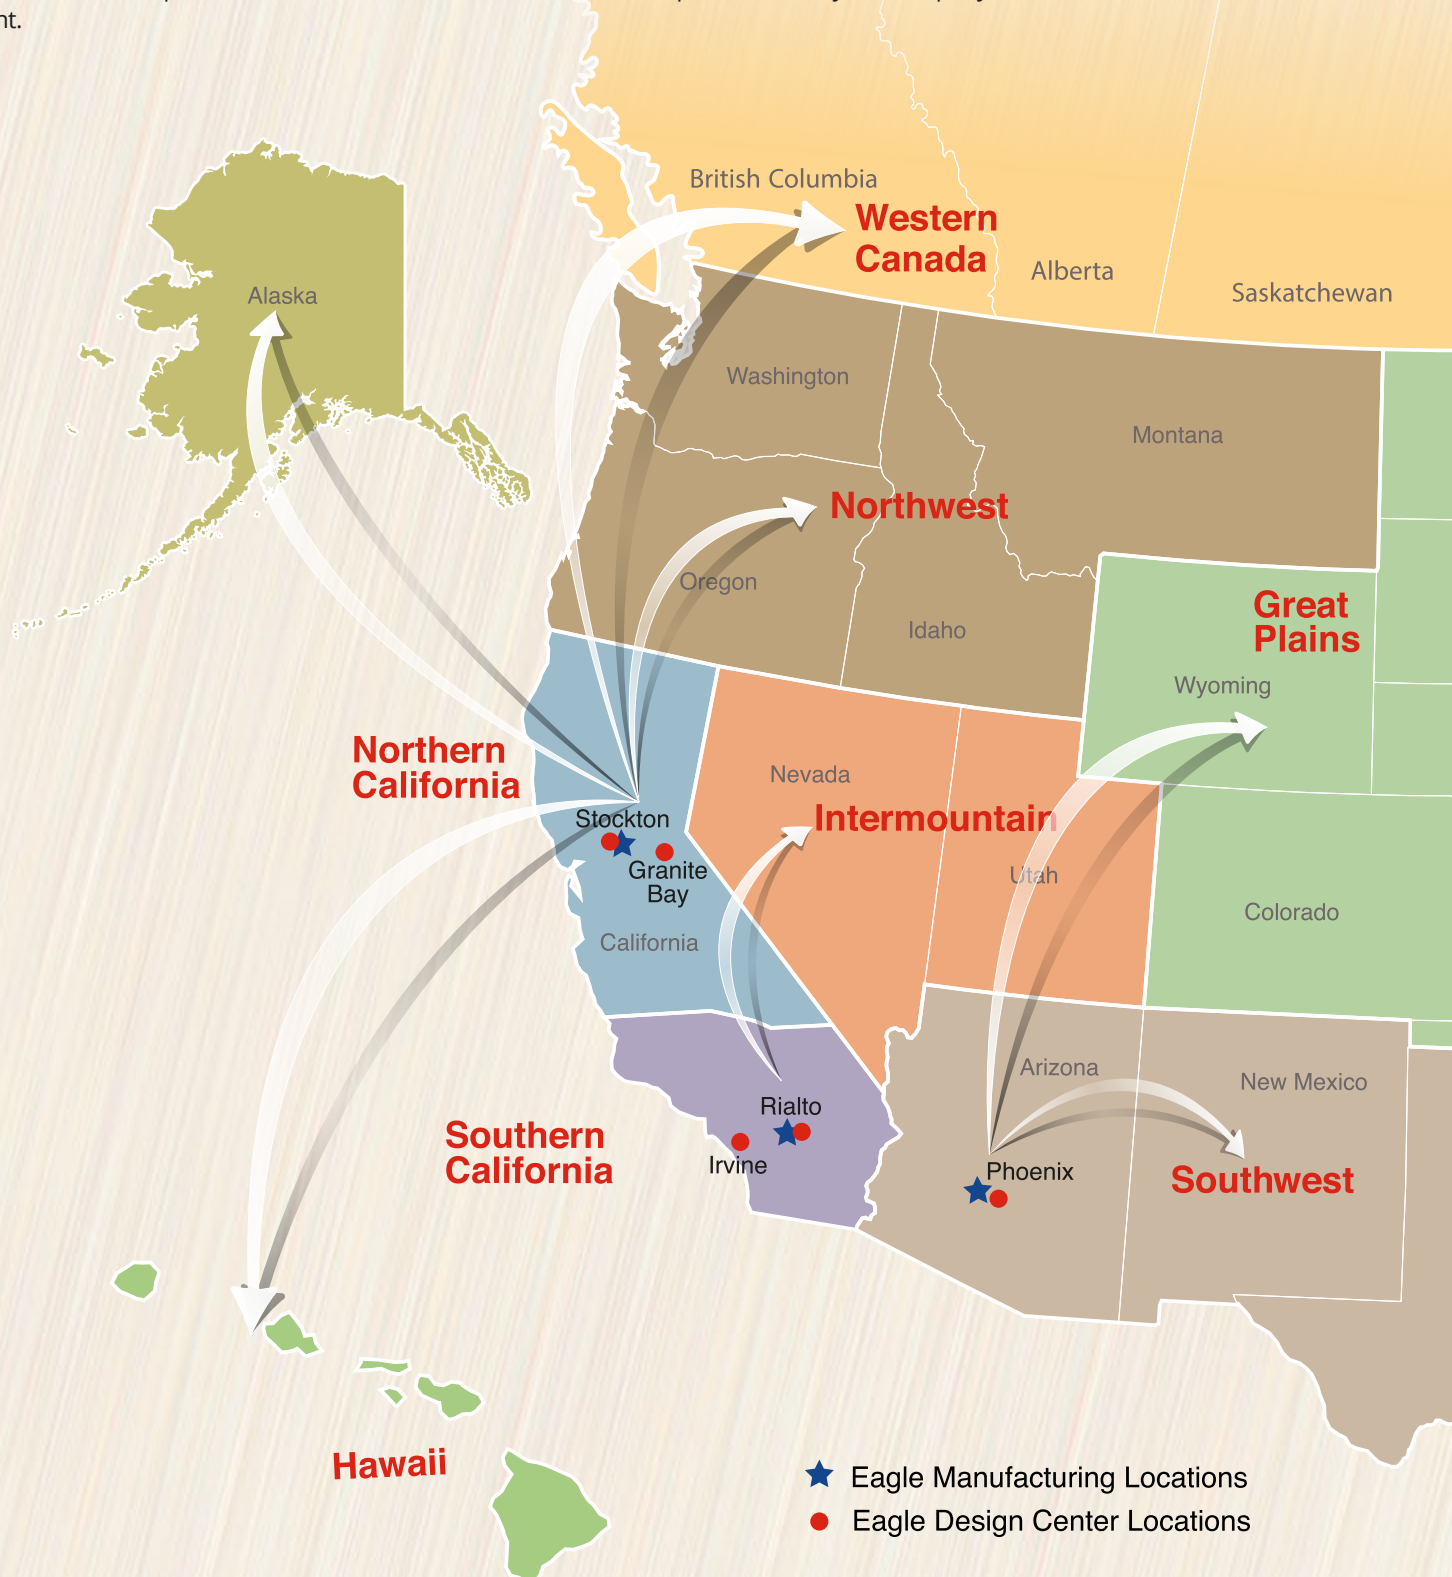 nt.
British Columbia
Western
Canada
Alberta
Saskatchewan
Alaska
Washington
Montana
Northwest
Oregon
Idaho
Great
Plains
Wyoming
Northern
California
Nevada
Intermountain
Stockton
Granite
Bay
Utah
Colorado
California
Arizona
New Mexico
Rialto
Southern
California
Irvine
Phoenix
Southwest
Hawaii
Eagle Manufacturing Locations
Eagle Design Center Locations